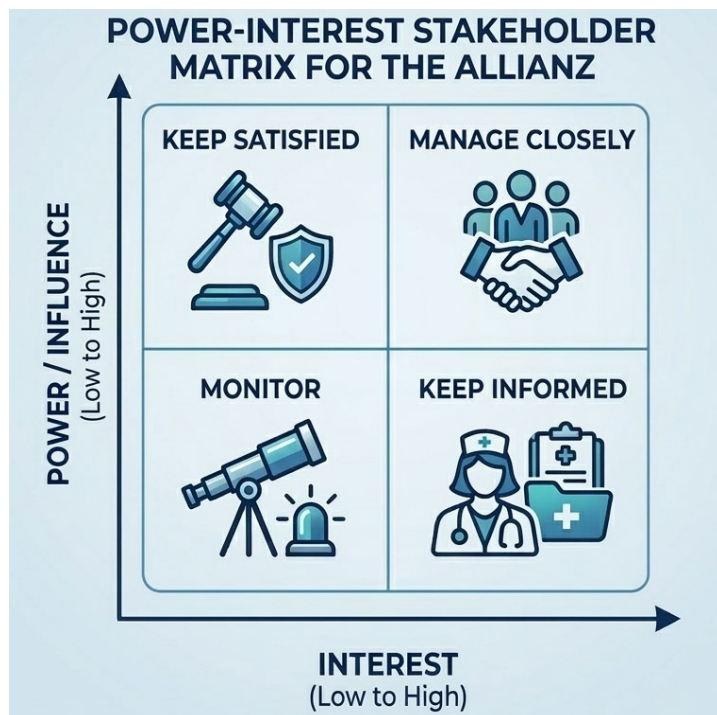 POWER-INTEREST STAKEHOLDER
MATRIX FOR THE ALLIANZ
KEEP SATISFIED
MANAGE CLOSELY
POWER / INFLUENCE
(Low to High)
MONITOR
KEEP INFORMED
INTEREST
(Low to High)